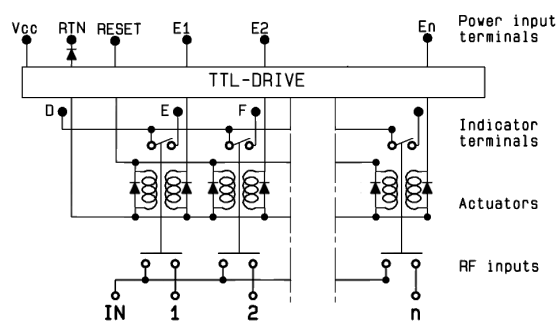 Vcc RTN RESET E1 E2 En Power input
terminals
TTL-DRIVE
D E F
Indicator
terminals
Actuators
RF inputs
IN 1 2 n